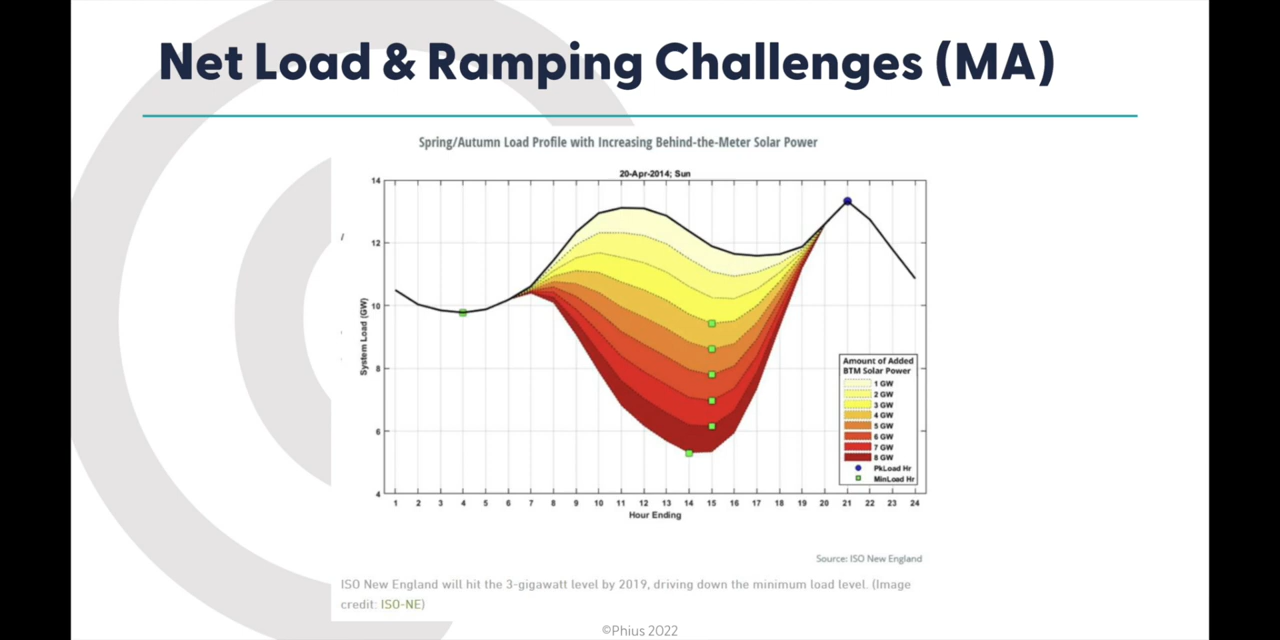 Net Load & Ramping Challenges (MA)
Spring/Autumn Load Profile with Increasing Behind-the-Meter Solar Power
20-Apr-2014; Sun
14
12
10
8
6
4
System Load (GW)
1 2 3 4 5 6 7 8 9 10 11 12 13 14 15 16 17 18 19 20 21 22 23 24
Hour Ending
Amount of Added
BTM Solar Power
1 GW
2 GW
3 GW
4 GW
5 GW
6 GW
7 GW
8 GW
PkLoad Hr
MinLoad Hr
Source: ISO New England
ISO New England will hit the 3-gigawatt level by 2019, driving down the minimum load level. (Image
credit: ISO-NE)
©Phius 2022